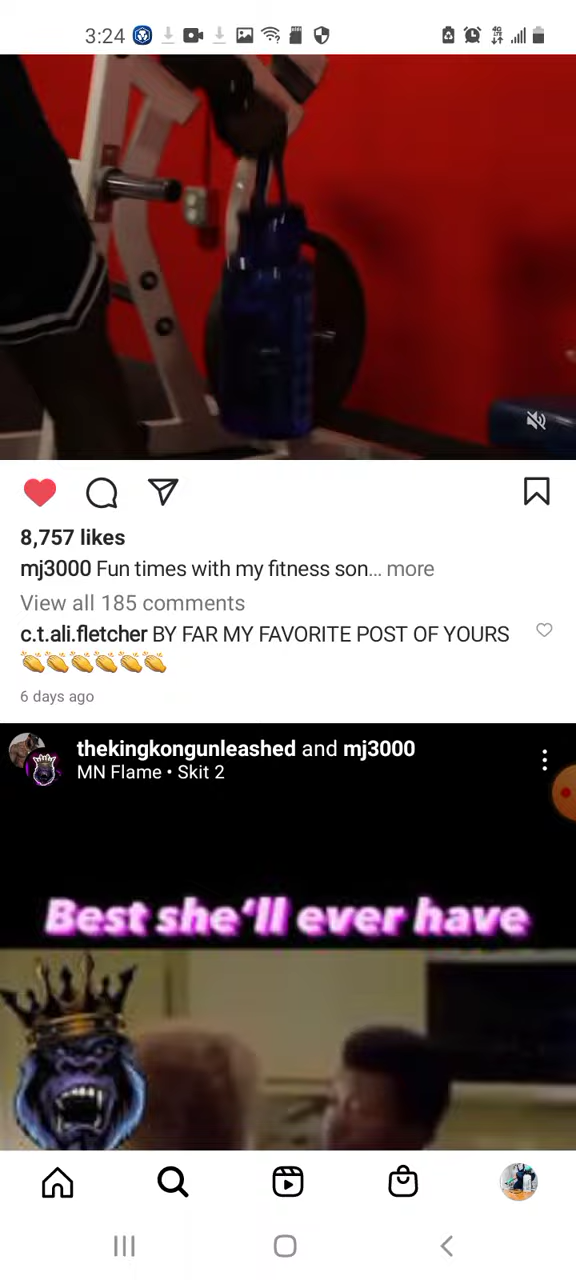 3:24
8,757 likes
mj3000 Fun times with my fitness son... more
View all 185 comments
c.t.ali.fletcher BY FAR MY FAVORITE POST OF YOURS
👏👏👏👏👏👏
6 days ago
thekingkongunleashed and mj3000
MN Flame • Skit 2
Best she'll ever have